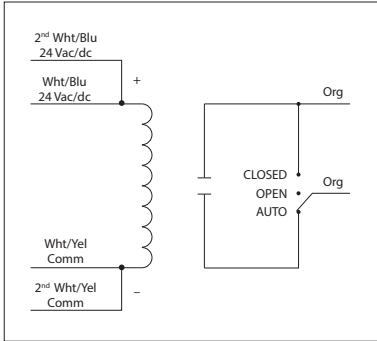 2nd Wht/Blu
24 Vac/dc
+
Wht/Blu
24 Vac/dc
Org
CLOSED
OPEN
Org
AUTO
Wht/Yel
Comm
2nd Wht/Yel
Comm
–